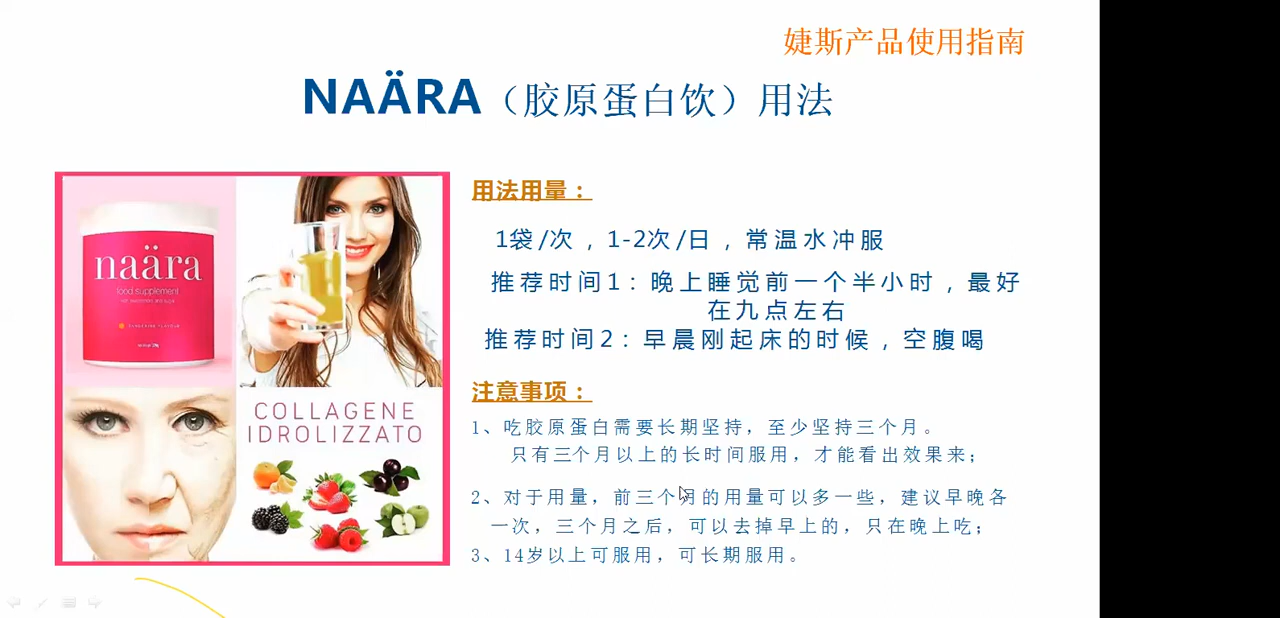 婕斯产品使用指南
NAÄRA（胶原蛋白饮）用法
naära
food supplement
with sweeteners and sugar
TANGERINE FLAVOUR
COLLAGENE
IDROLIZZATO
用法用量：
1袋/次，1-2次/日，常温水冲服
推荐时间1：晚上睡觉前一个半小时，最好
在九点左右
推荐时间2：早晨刚起床的时候，空腹喝
注意事项：
1、吃胶原蛋白需要长期坚持，至少坚持三个月。
只有三个月以上的长时间服用，才能看出效果来；
2、对于用量，前三个月的用量可以多一些，建议早晚各
一次，三个月之后，可以去掉早上的，只在晚上吃；
3、14岁以上可服用，可长期服用。